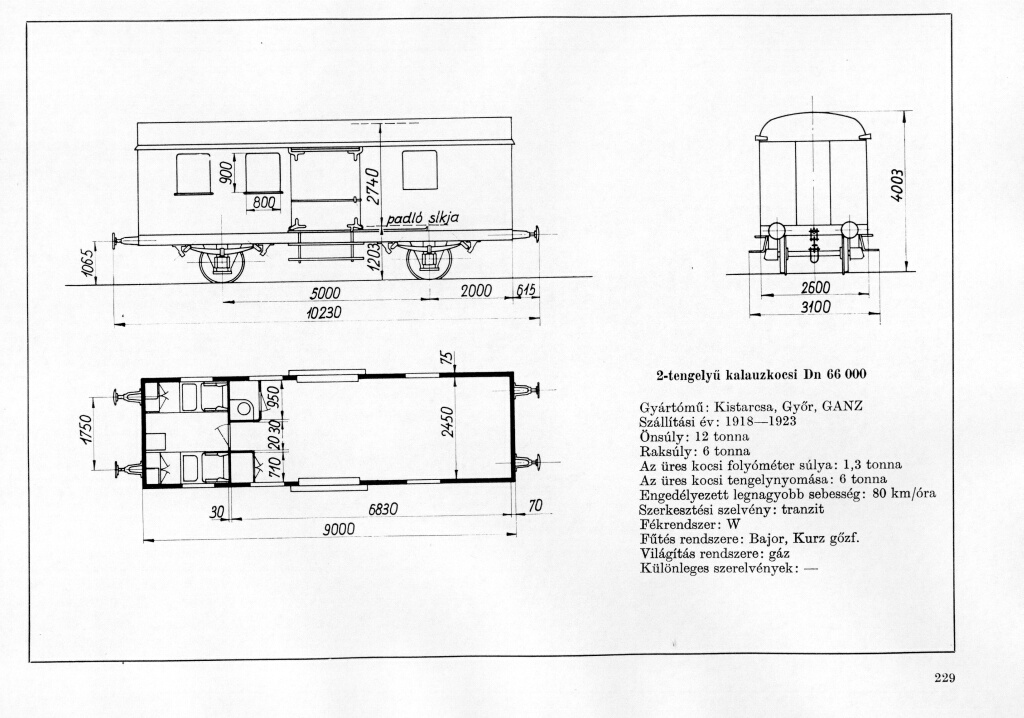 900
800
2740
padló síkja
1203
1065
5000
2000
615
10230
4003
2600
3100
75
950
2030
710
2450
1750
30
6830
70
9000
2-tengelyű kalauzkocsi Dn 66 000
Gyártómű: Kistarcsa, Győr, GANZ
Szállítási év: 1918—1923
Önsúly: 12 tonna
Raksúly: 6 tonna
Az üres kocsi folyóméter súlya: 1,3 tonna
Az üres kocsi tengelynyomása: 6 tonna
Engedélyezett legnagyobb sebesség: 80 km/óra
Szerkesztési szelvény: tranzit
Fékrendszer: W
Fűtés rendszere: Bajor, Kurz gőzf.
Világítás rendszere: gáz
Különleges szerelvények: —
229